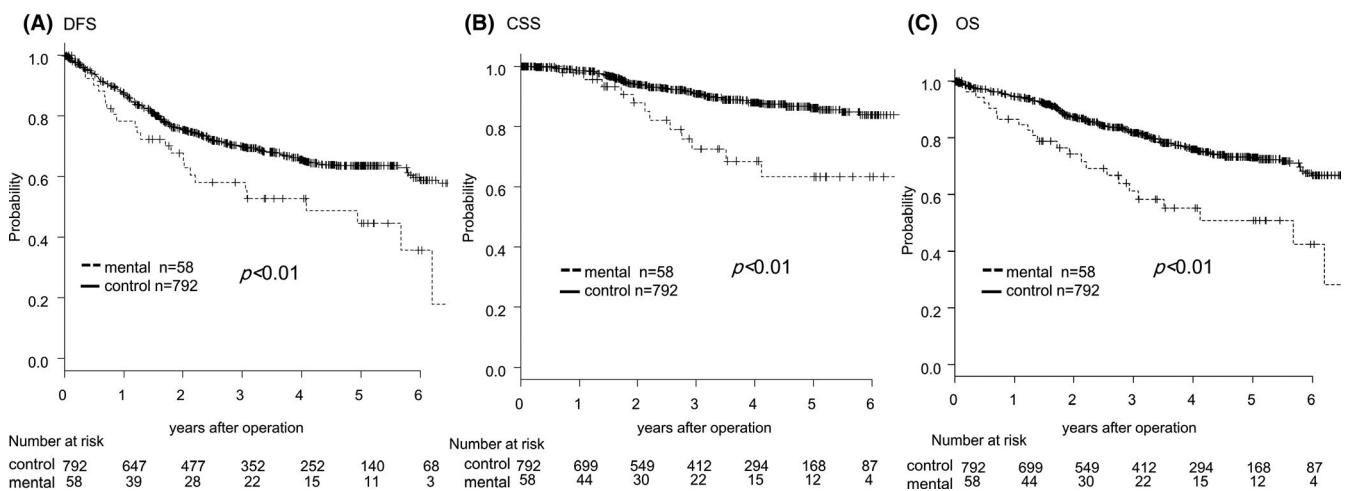 (A) DFS
1.0
0.8
0.6
0.4
0.2
0.0
Probability
mental n=58
control n=792
p<0.01
0 1 2 3 4 5 6
years after operation
Number at risk
control 792 647 477 352 252 140 68
mental 58 39 28 22 15 11 3
(B) CSS
1.0
0.8
0.6
0.4
0.2
0.0
Probability
mental n=58
control n=792
p<0.01
0 1 2 3 4 5 6
years after operation
Number at risk
control 792 699 549 412 294 168 87
mental 58 44 30 22 15 12 4
(C) OS
1.0
0.8
0.6
0.4
0.2
0.0
Probability
mental n=58
control n=792
p<0.01
0 1 2 3 4 5 6
years after operation
Number at risk
control 792 699 549 412 294 168 87
mental 58 44 30 22 15 12 4